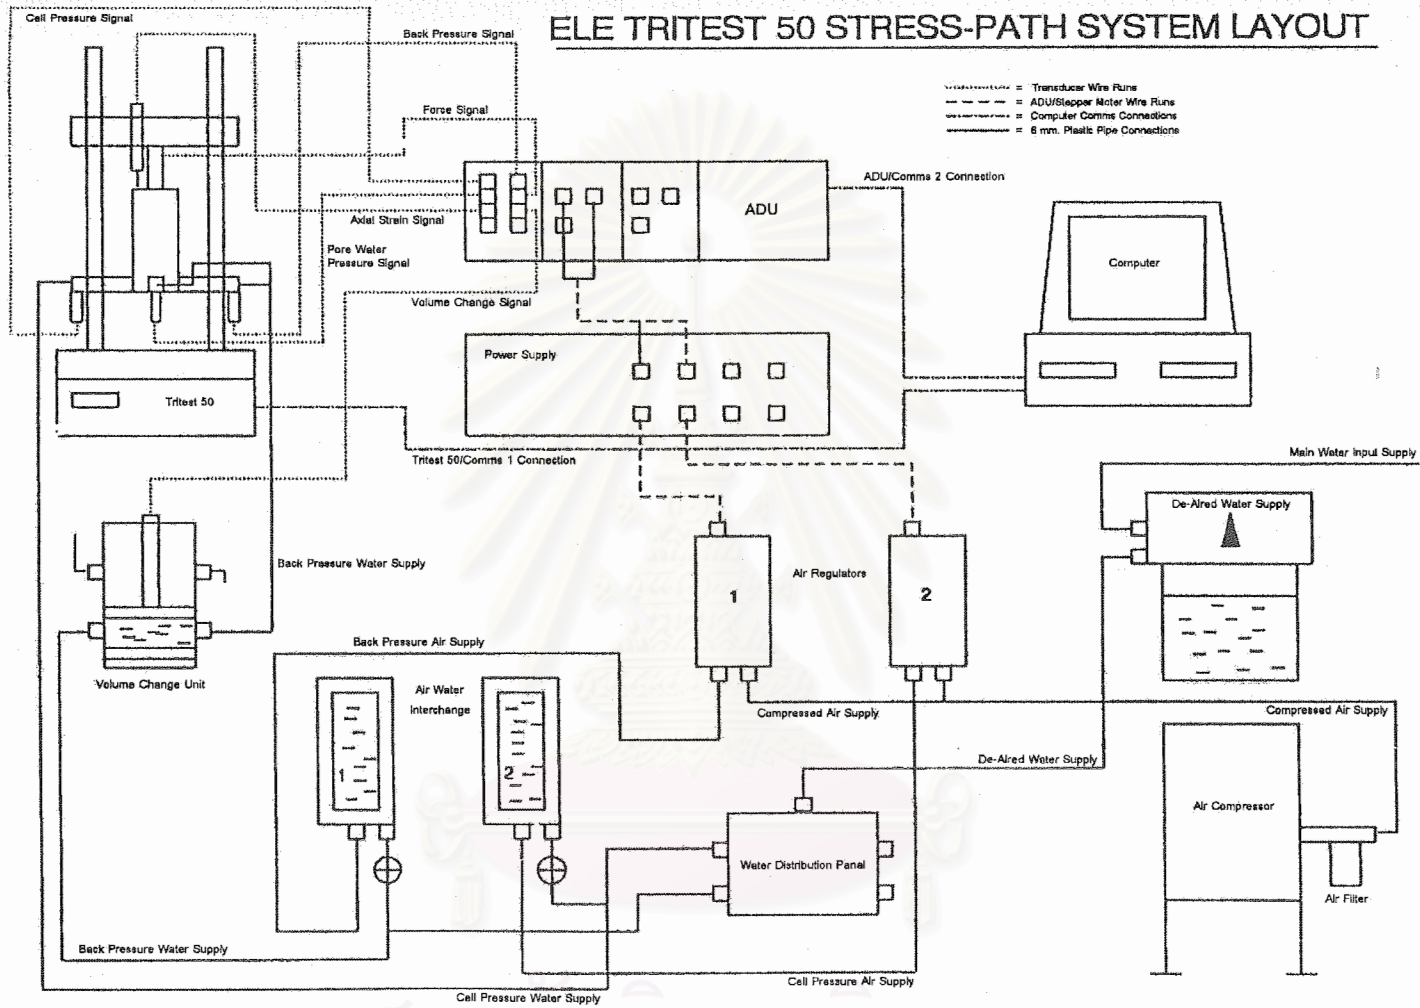 Cell Pressure Signal
ELE TRITEST 50 STRESS-PATH SYSTEM LAYOUT
Back Pressure Signal
= Transducer Wire Runs
= ADU/Stepper Motor Wire Runs
= Computer Comms Connections
= 6 mm. Plastic Pipe Connections
Force Signal
ADU/Comms 2 Connection
ADU
Axial Strain Signal
Pore Water
Pressure Signal
Computer
Volume Change Signal
Power Supply
Tritest 50
Tritest 50/Comms 1 Connection
Main Water Input Supply
De-Aired Water Supply
Back Pressure Water Supply
Air Regulators
1
2
Back Pressure Air Supply
Volume Change Unit
Air Water
Interchange
Compressed Air Supply
Compressed Air Supply
De-Aired Water Supply
1
2
Air Compressor
Water Distribution Panal
Air Filter
Back Pressure Water Supply
Cell Pressure Air Supply
Cell Pressure Water Supply